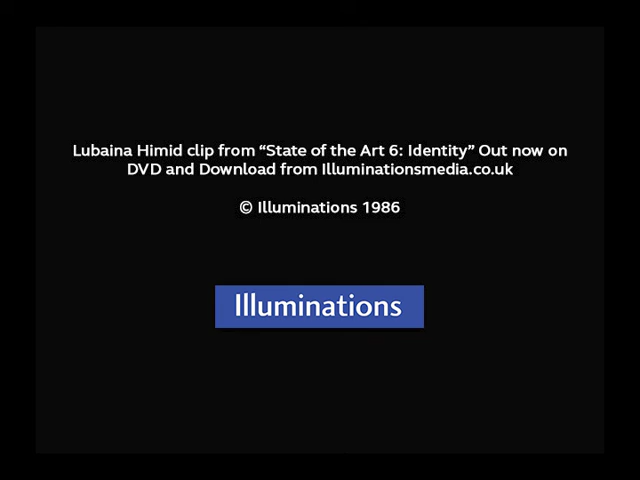 Lubaina Himid clip from “State of the Art 6: Identity” Out now on
DVD and Download from Illuminationsmedia.co.uk
© Illuminations 1986
Illuminations